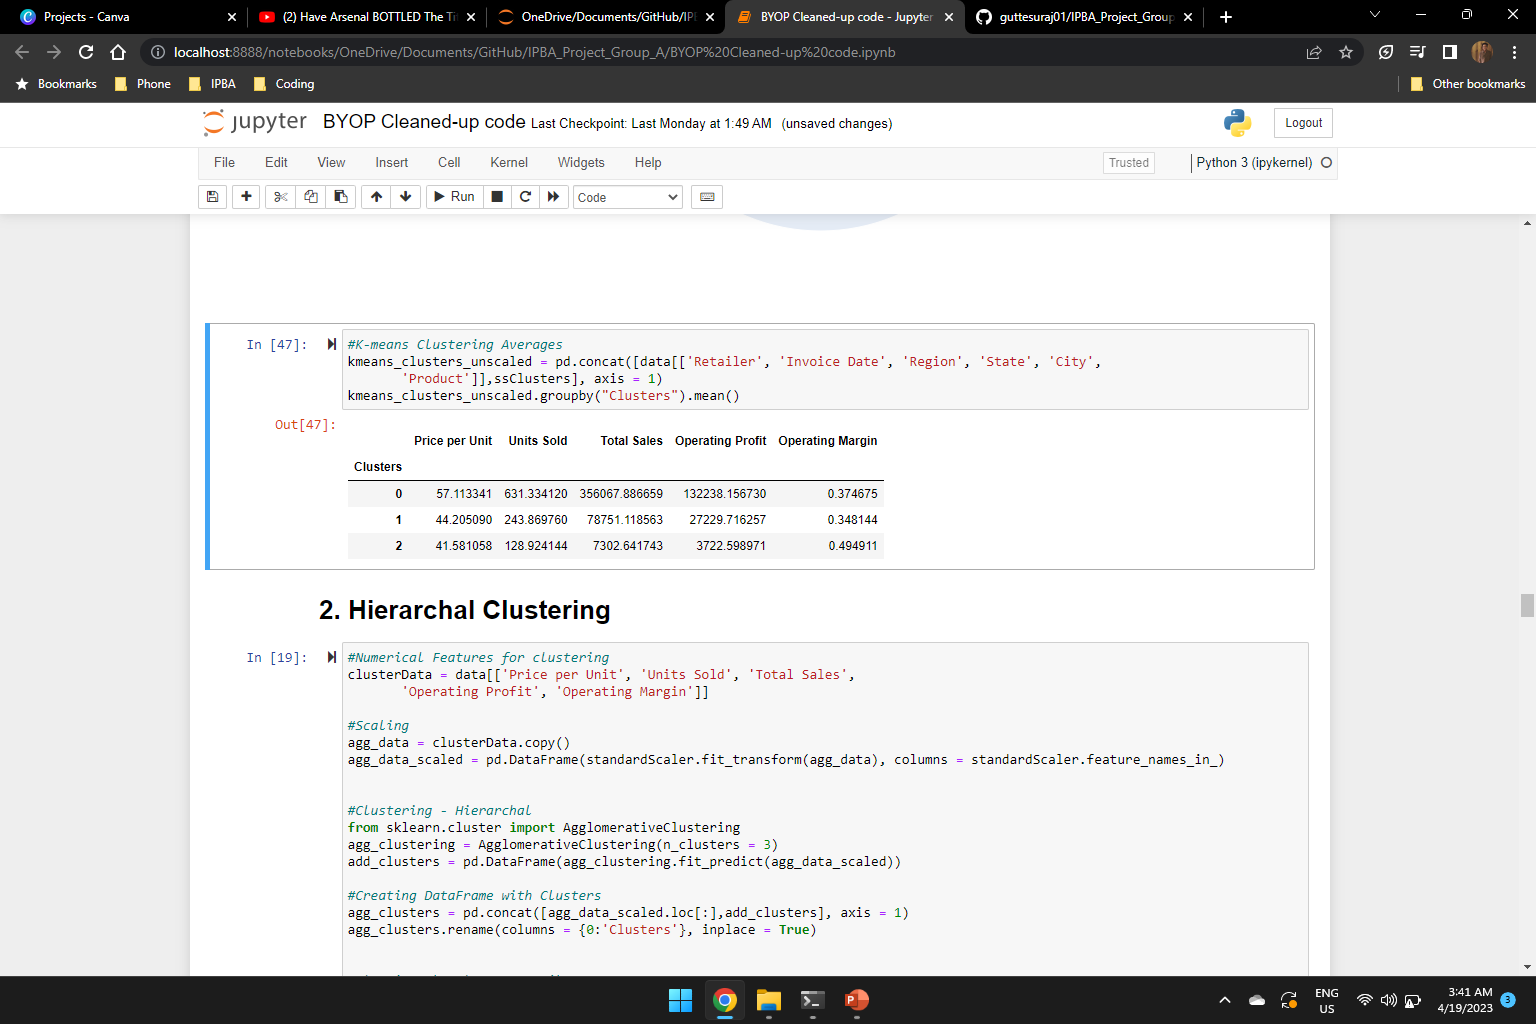 Projects - Canva
(2) Have Arsenal BOTTLED The Ti
OneDrive/Documents/GitHub/IPB
BYOP Cleaned-up code - Jupyter
guttesuraj01/IPBA_Project_Group
localhost:8888/notebooks/OneDrive/Documents/GitHub/IPBA_Project_Group_A/BYOP%20Cleaned-up%20code.ipynb
Bookmarks
Phone
IPBA
Coding
Other bookmarks
jupyter
BYOP Cleaned-up code
Last Checkpoint: Last Monday at 1:49 AM (unsaved changes)
Logout
File
Edit
View
Insert
Cell
Kernel
Widgets
Help
Trusted
Python 3 (ipykernel)
Run
Code
In [47]:
#K-means Clustering Averages
kmeans_clusters_unscaled = pd.concat([data[['Retailer', 'Invoice Date', 'Region', 'State', 'City',
'Product']],ssClusters], axis = 1)
kmeans_clusters_unscaled.groupby("Clusters").mean()
Out[47]:
Price per Unit Units Sold Total Sales Operating Profit Operating Margin
Clusters
0 57.113341 631.334120 356067.886659 132238.156730 0.374675
1 44.205090 243.869760 78751.118563 27229.716257 0.348144
2 41.581058 128.924144 7302.641743 3722.598971 0.494911
2. Hierarchal Clustering
In [19]:
#Numerical Features for clustering
clusterData = data[['Price per Unit', 'Units Sold', 'Total Sales',
'Operating Profit', 'Operating Margin']]
#Scaling
agg_data = clusterData.copy()
agg_data_scaled = pd.DataFrame(standardScaler.fit_transform(agg_data), columns = standardScaler.feature_names_in_)
#Clustering - Hierarchal
from sklearn.cluster import AgglomerativeClustering
agg_clustering = AgglomerativeClustering(n_clusters = 3)
add_clusters = pd.DataFrame(agg_clustering.fit_predict(agg_data_scaled))
#Creating DataFrame with Clusters
agg_clusters = pd.concat([agg_data_scaled.loc[:],add_clusters], axis = 1)
agg_clusters.rename(columns = {0:'Clusters'}, inplace = True)
ENG
US
3:41 AM
4/19/2023
3